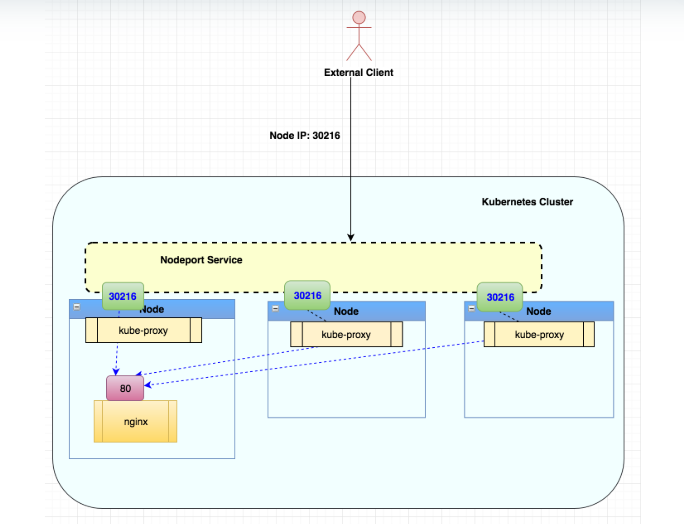 External Client
Node IP: 30216
Kubernetes Cluster
Nodeport Service
30216
30216
30216
Node
Node
Node
kube-proxy
kube-proxy
kube-proxy
80
nginx